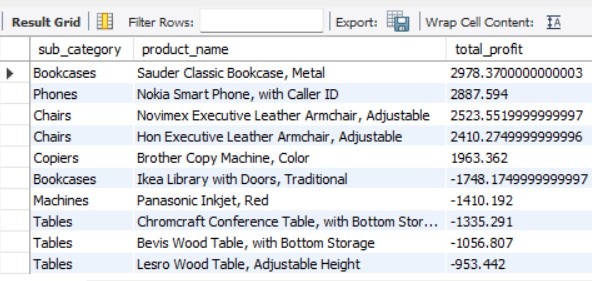 Result Grid Filter Rows: Export: Wrap Cell Content: IA
sub_category product_name total_profit
Bookcases Sauder Classic Bookcase, Metal 2978.3700000000003
Phones Nokia Smart Phone, with Caller ID 2887.594
Chairs Novimex Executive Leather Armchair, Adjustable 2523.5519999999997
Chairs Hon Executive Leather Armchair, Adjustable 2410.2749999999996
Copiers Brother Copy Machine, Color 1963.362
Bookcases Ikea Library with Doors, Traditional -1748.1749999999997
Machines Panasonic Inkjet, Red -1410.192
Tables Chromcraft Conference Table, with Bottom Stor... -1335.291
Tables Bevis Wood Table, with Bottom Storage -1056.807
Tables Lesro Wood Table, Adjustable Height -953.442